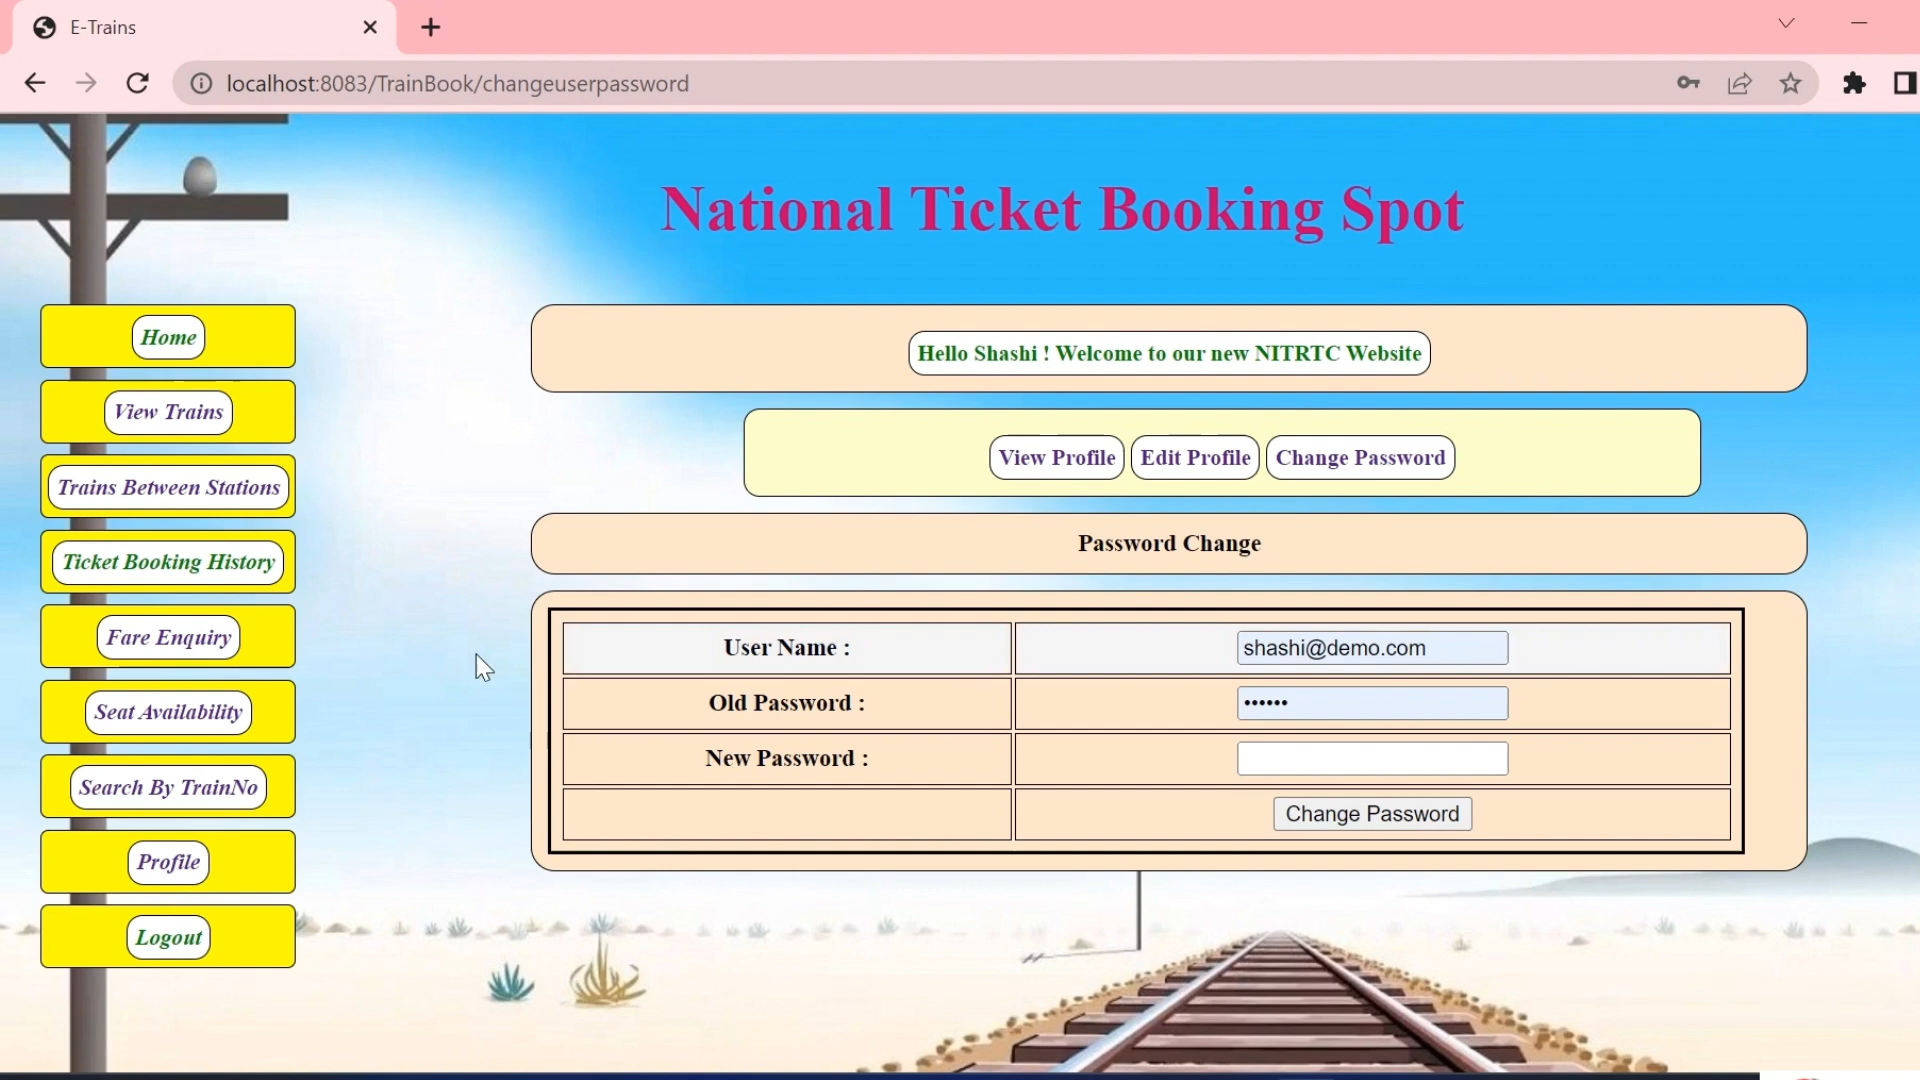 E-Trains
localhost:8083/TrainBook/changeuserpassword
National Ticket Booking Spot
Home
View Trains
Trains Between Stations
Ticket Booking History
Fare Enquiry
Seat Availability
Search By TrainNo
Profile
Logout
Hello Shashi ! Welcome to our new NITRTC Website
View Profile Edit Profile Change Password
Password Change
User Name : shashi@demo.com
Old Password : ••••••
New Password :
Change Password